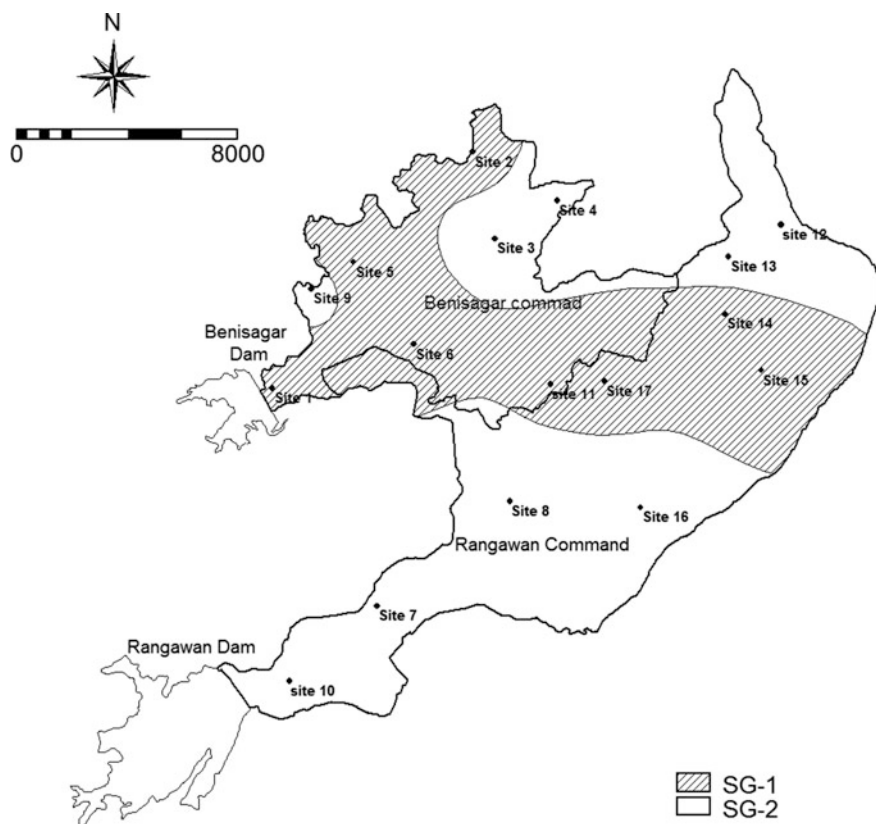 N
0 8000
Site 2
Site 4
Site 3
site 12
Site 13
Site 5
Site 9
Benisagar commad
Site 14
Benisagar
Dam
Site 6
Site 15
Site 1
site 11
Site 17
Site 8
Site 16
Rangawan Command
Site 7
Rangawan Dam
site 10
SG-1
SG-2